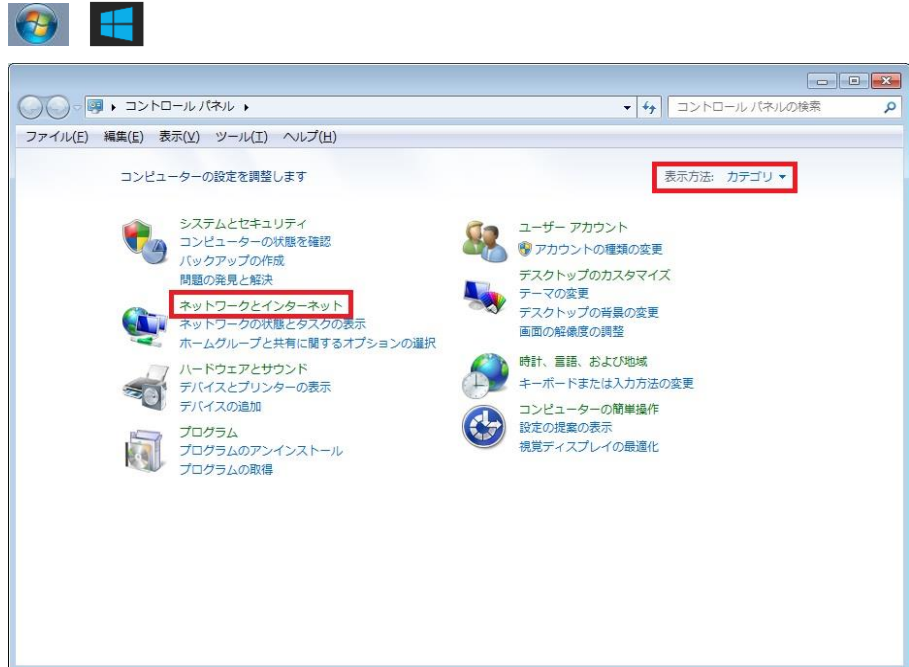 コントロール パネル
コントロール パネルの検索
ファイル(F) 編集(E) 表示(V) ツール(T) ヘルプ(H)
コンピューターの設定を調整します
表示方法: カテゴリ
システムとセキュリティ
コンピューターの状態を確認
バックアップの作成
問題の発見と解決
ネットワークとインターネット
ネットワークの状態とタスクの表示
ホームグループと共有に関するオプションの選択
ハードウェアとサウンド
デバイスとプリンターの表示
デバイスの追加
プログラム
プログラムのアンインストール
プログラムの取得
ユーザー アカウント
アカウントの種類の変更
デスクトップのカスタマイズ
テーマの変更
デスクトップの背景の変更
画面の解像度の調整
時計、言語、および地域
キーボードまたは入力方法の変更
コンピューターの簡単操作
設定の提案の表示
視覚ディスプレイの最適化